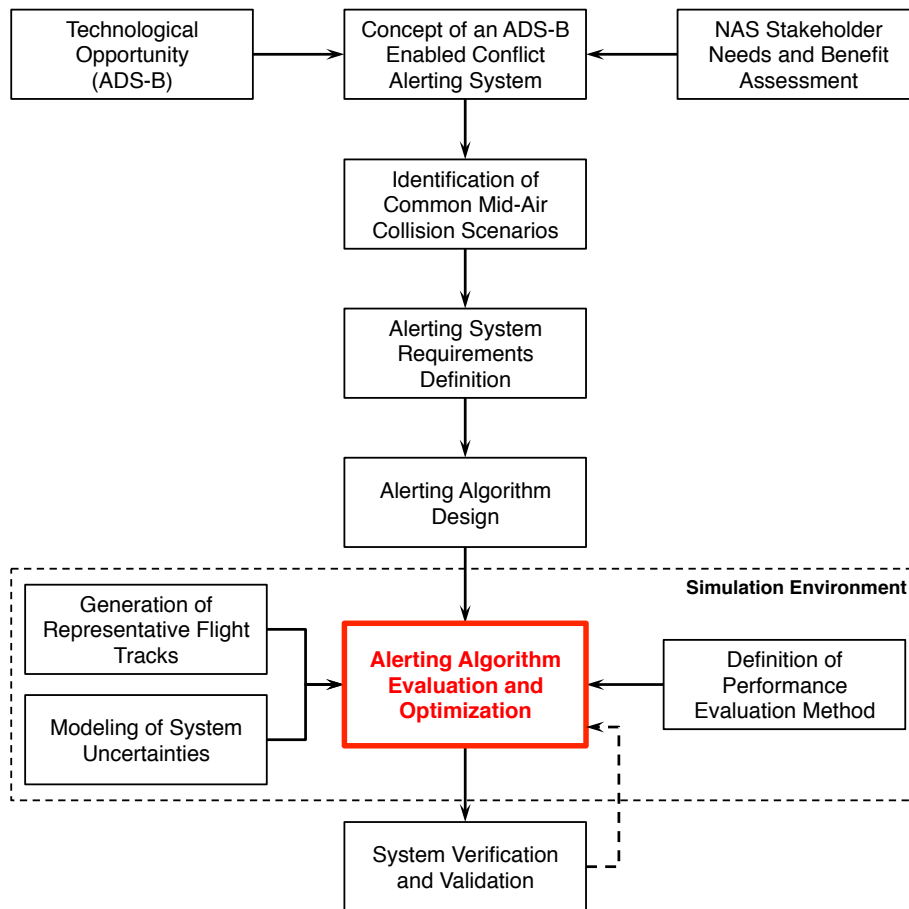 Technological
Opportunity
(ADS-B)
Concept of an ADS-B
Enabled Conflict
Alerting System
NAS Stakeholder
Needs and Benefit
Assessment
Identification of
Common Mid-Air
Collision Scenarios
Alerting System
Requirements
Definition
Alerting Algorithm
Design
Simulation Environment
Generation of
Representative Flight
Tracks
Modeling of System
Uncertainties
Alerting Algorithm
Evaluation and
Optimization
Definition of
Performance
Evaluation Method
System Verification
and Validation